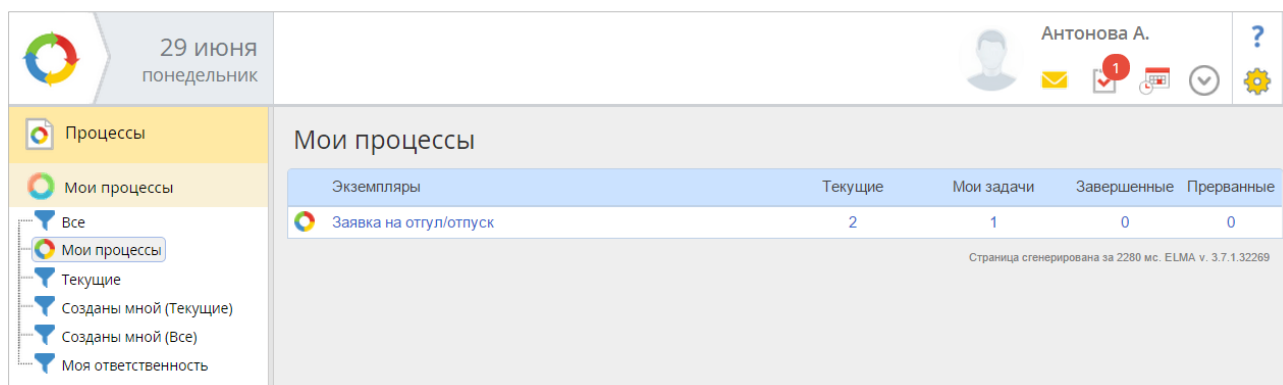 29 июня
понедельник
Антонова А.
?
1
Процессы
Мои процессы
Все
Мои процессы
Текущие
Созданы мной (Текущие)
Созданы мной (Все)
Моя ответственность
Мои процессы
Экземпляры Текущие Мои задачи Завершенные Прерванные
Заявка на отгул/отпуск 2 1 0 0
Страница сгенерирована за 2280 мс. ELMA v. 3.7.1.32269